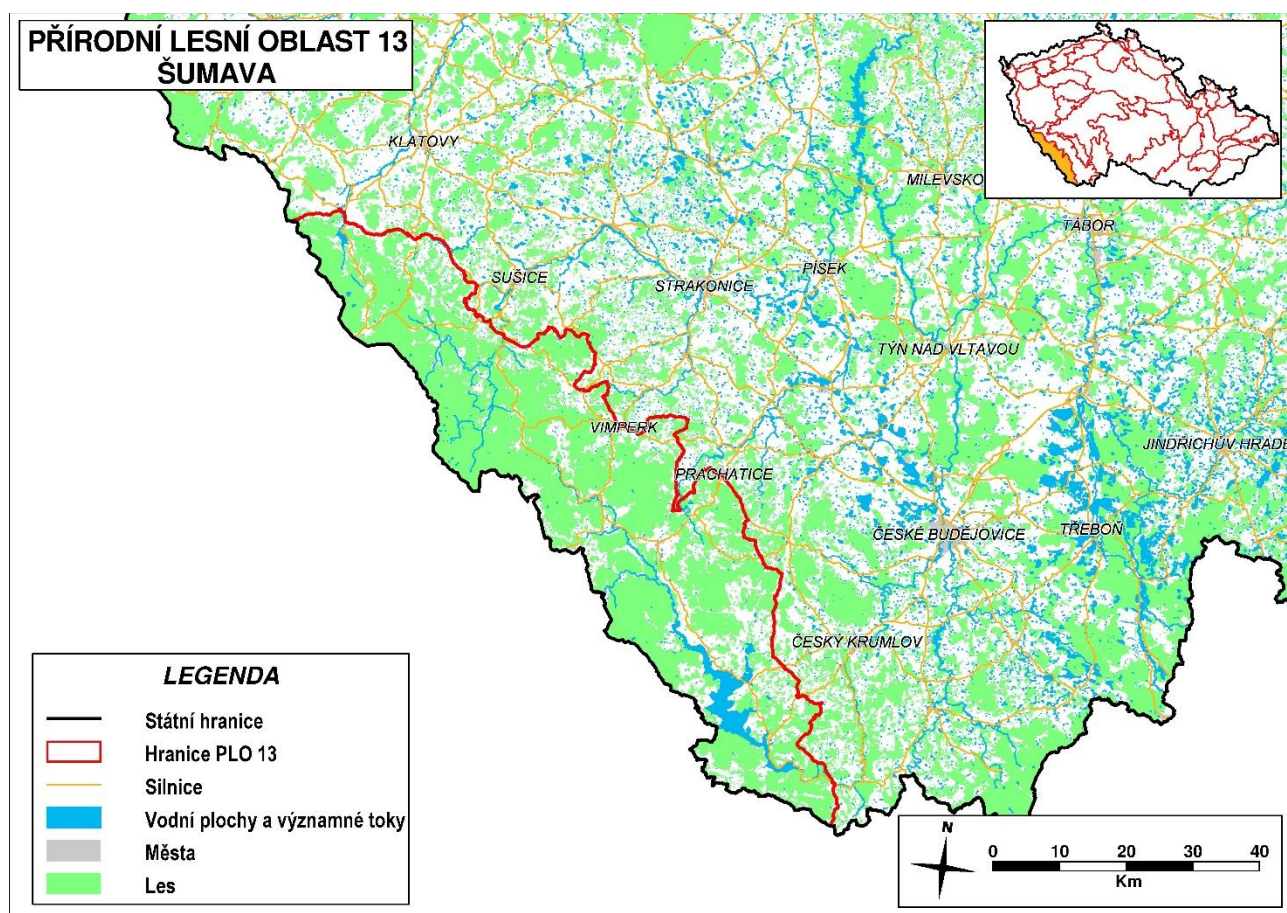 PŘÍRODNÍ LESNÍ OBLAST 13
ŠUMAVA
KLATOVY
MILEVSKO
TÁBOR
SUŠICE
STRAKONICE
PÍSEK
TÝN NAD VLTAVOU
VIMPERK
JINDŘICHŮV HRADE
PRACHATICE
ČESKÉ BUDĚJOVICE
TŘEBOŇ
ČESKÝ KRUMLOV
LEGENDA
Státní hranice
Hranice PLO 13
Silnice
Vodní plochy a významné toky
Města
Les
N
0 10 20 30 40
Km